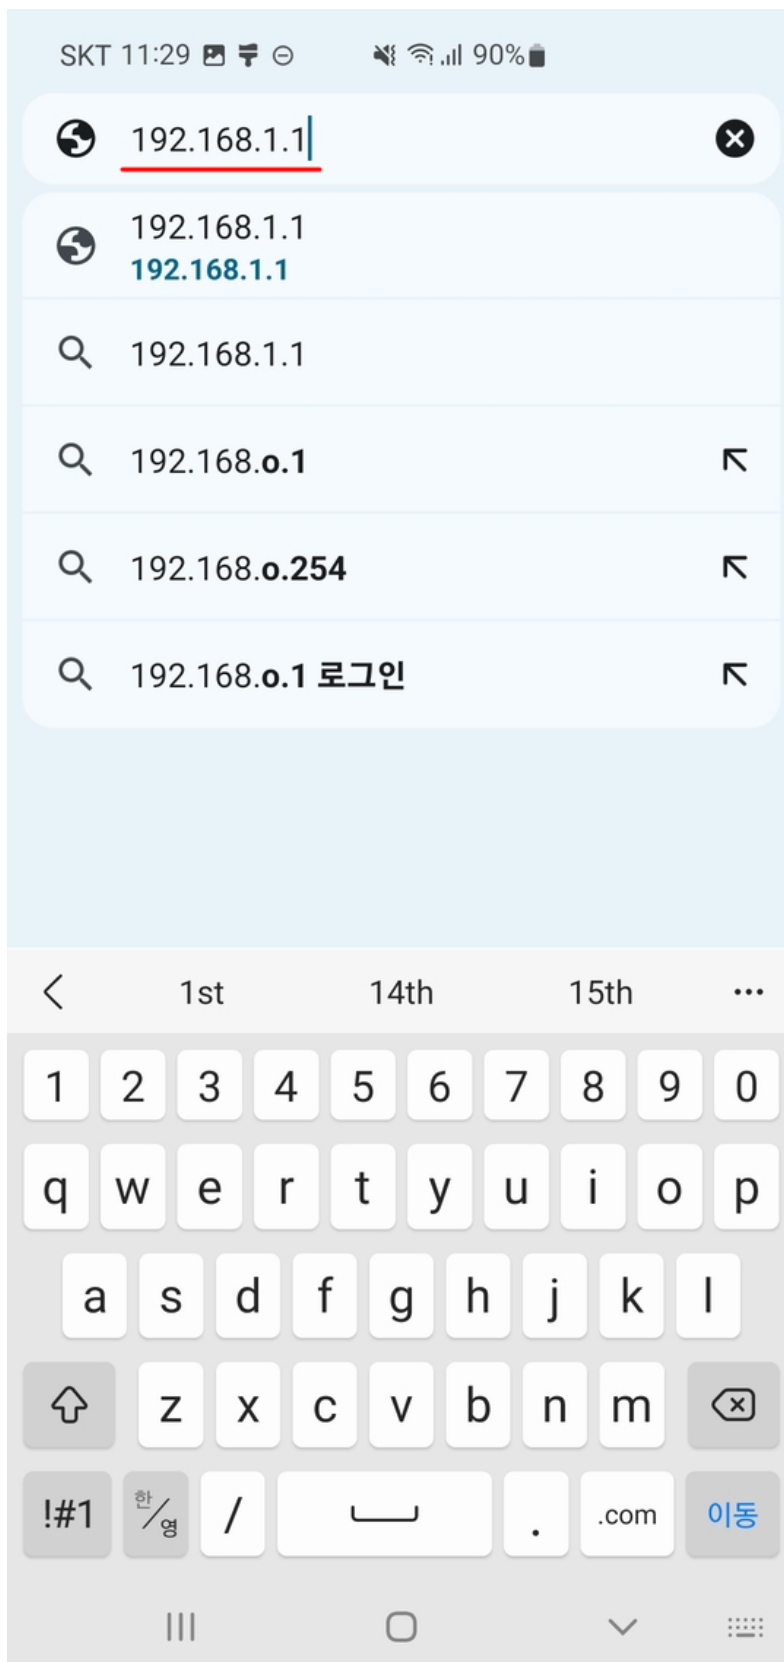 SKT 11:29 90%
192.168.1.1
192.168.1.1
192.168.1.1
192.168.1.1
192.168.o.1
192.168.o.254
192.168.o.1 로그인
1st 14th 15th ...
1 2 3 4 5 6 7 8 9 0
q w e r t y u i o p
a s d f g h j k l
z x c v b n m
!#1 한/영 / . .com 이동